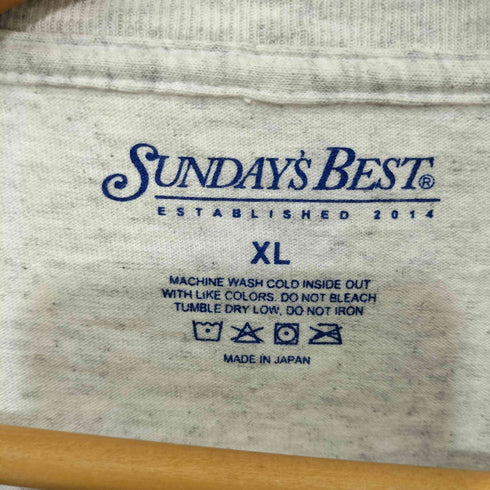 SUNDAY'S BEST®
ESTABLISHED 2014
XL
MACHINE WASH COLD INSIDE OUT
WITH LIKE COLORS. DO NOT BLEACH
TUMBLE DRY LOW, DO NOT IRON
MADE IN JAPAN